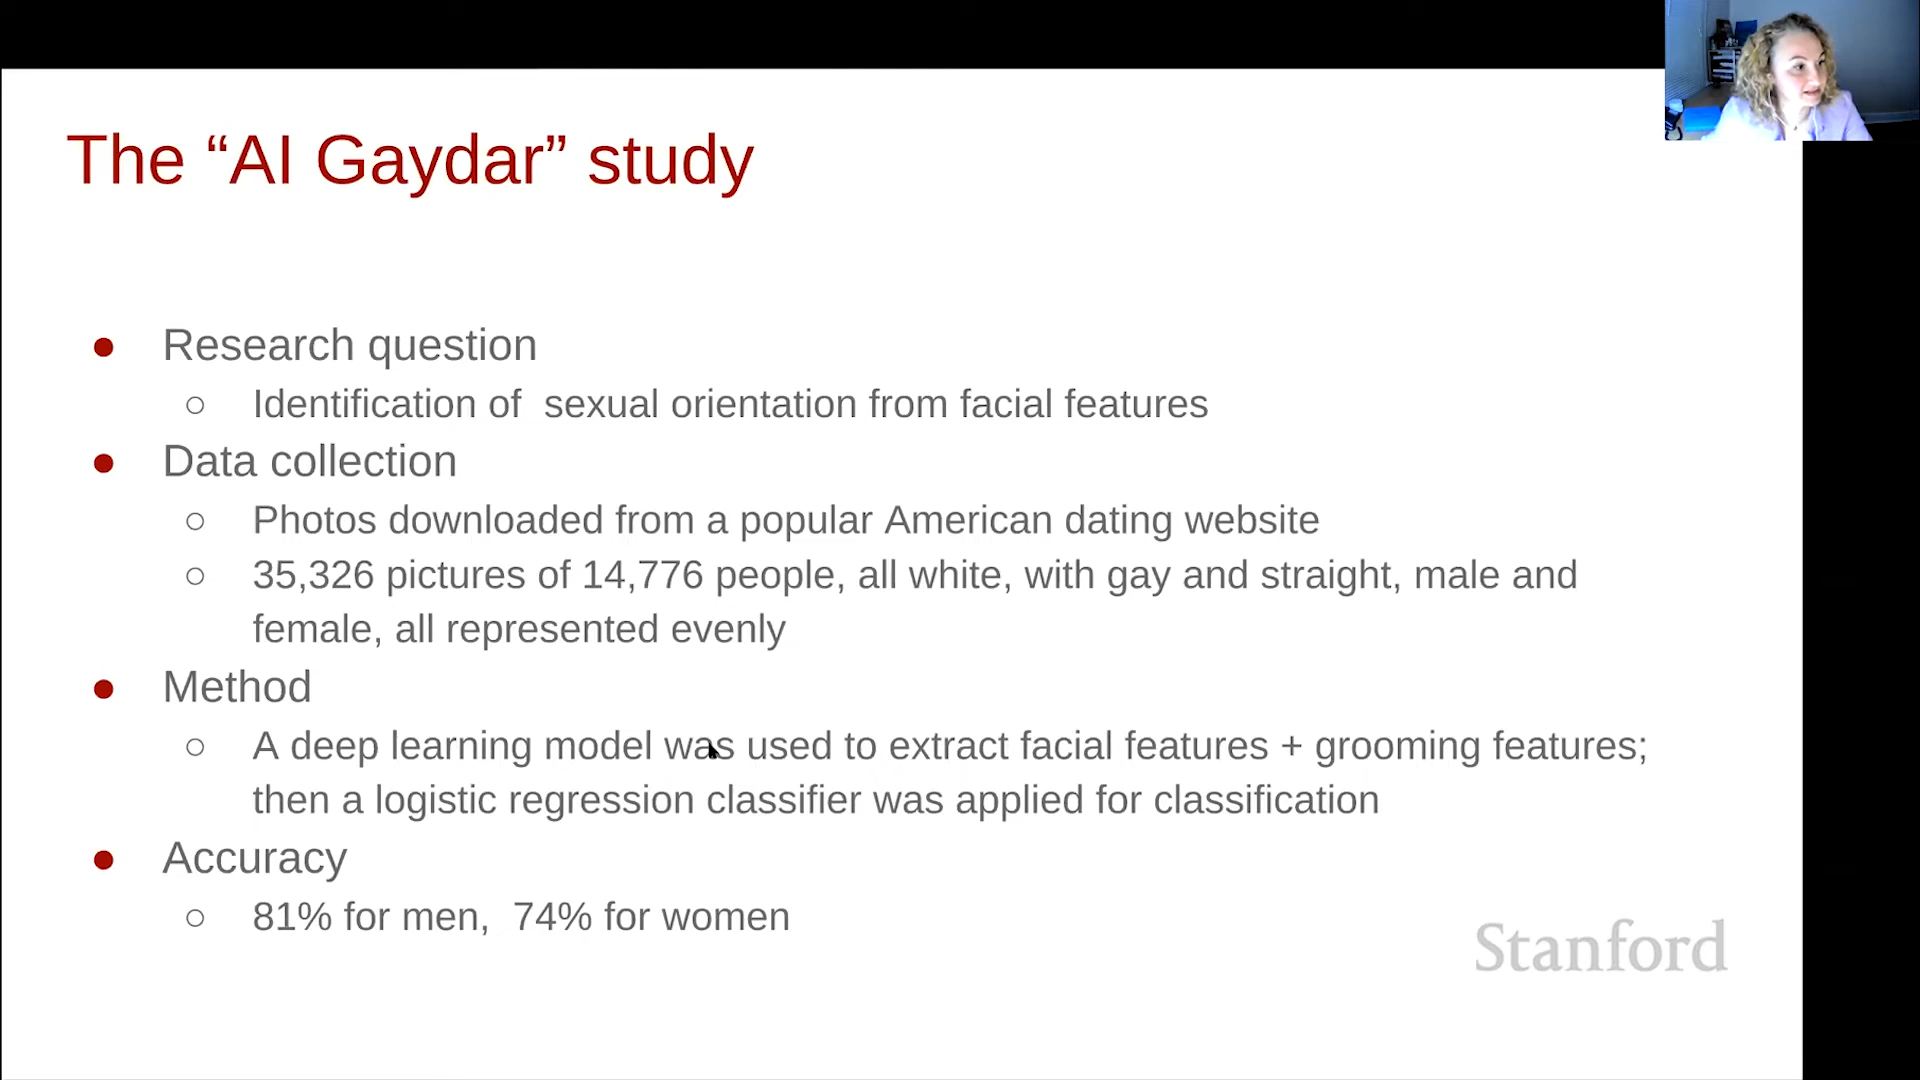 The “AI Gaydar” study
● Research question
○ Identification of  sexual orientation from facial features
● Data collection
○ Photos downloaded from a popular American dating website
○ 35,326 pictures of 14,776 people, all white, with gay and straight, male and
female, all represented evenly
● Method
○ A deep learning model was used to extract facial features + grooming features;
then a logistic regression classifier was applied for classification
● Accuracy
○ 81% for men,  74% for women
Stanford